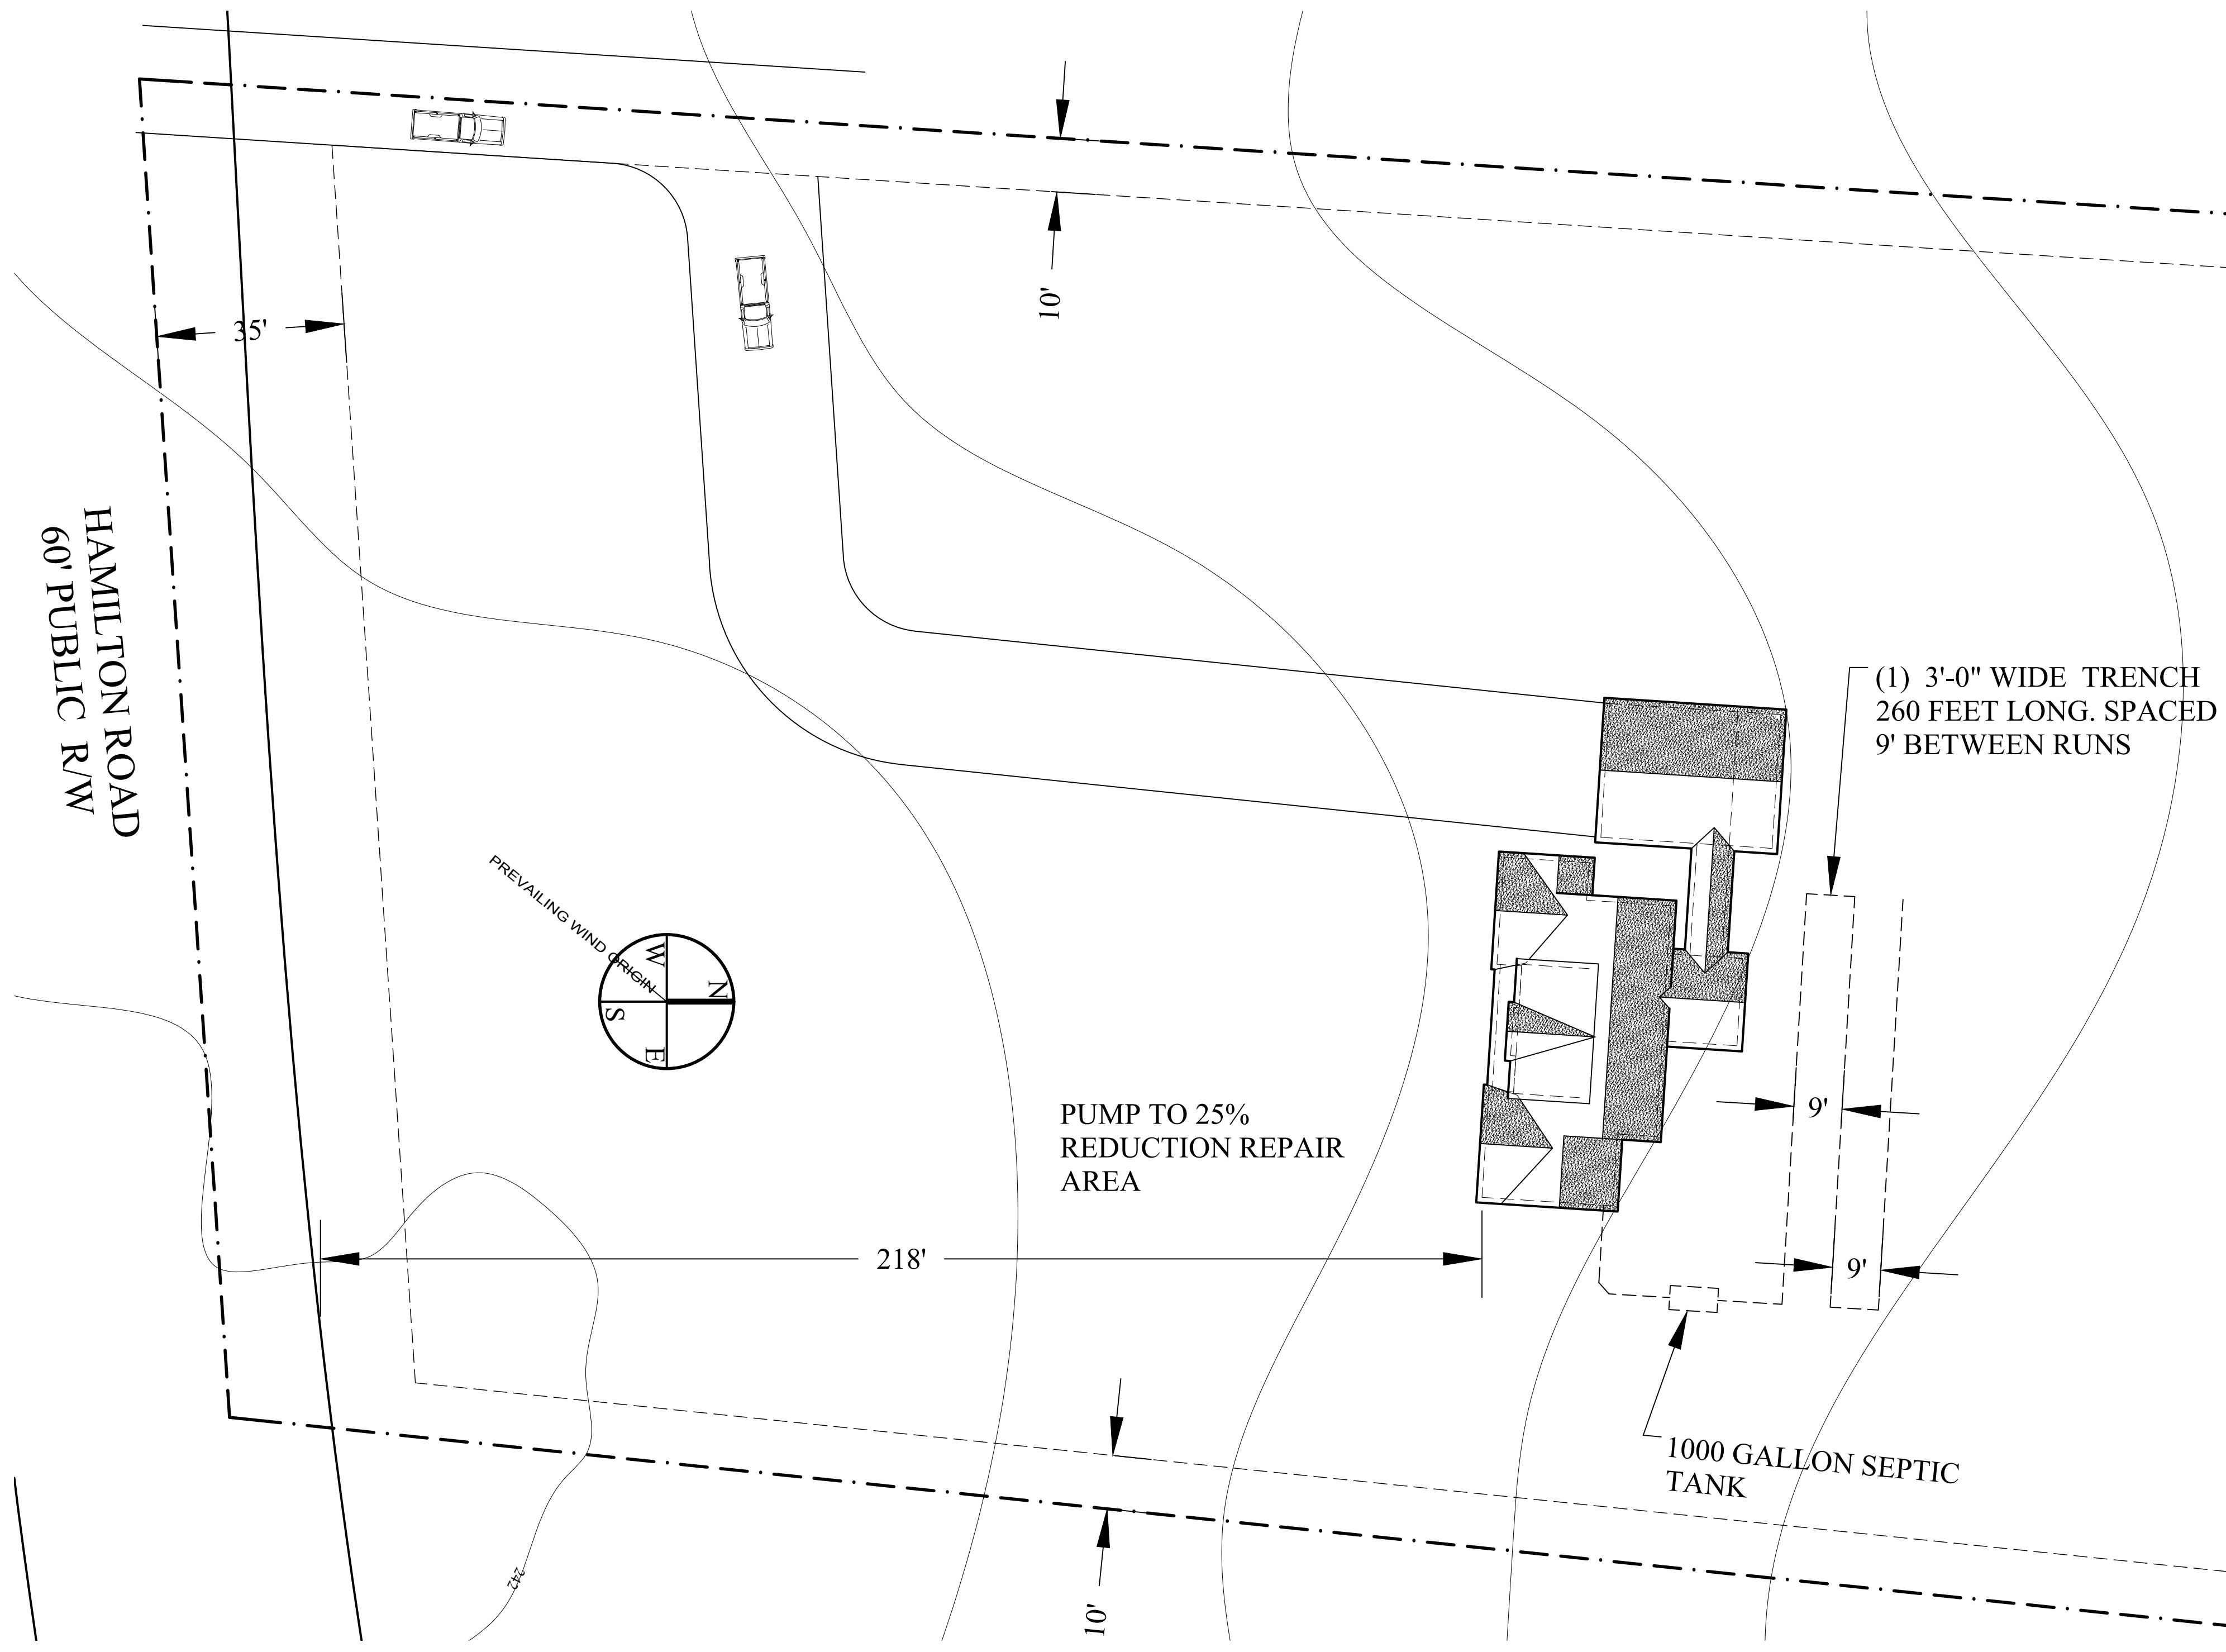 10'
35'
HAMILTON ROAD
60' PUBLIC R/W
(1) 3'-0" WIDE TRENCH
260 FEET LONG. SPACED
9' BETWEEN RUNS
PREVAILING WIND ORIGIN
W
N
S
E
PUMP TO 25%
REDUCTION REPAIR
AREA
9'
218'
9'
1000 GALLON SEPTIC
TANK
242
10'